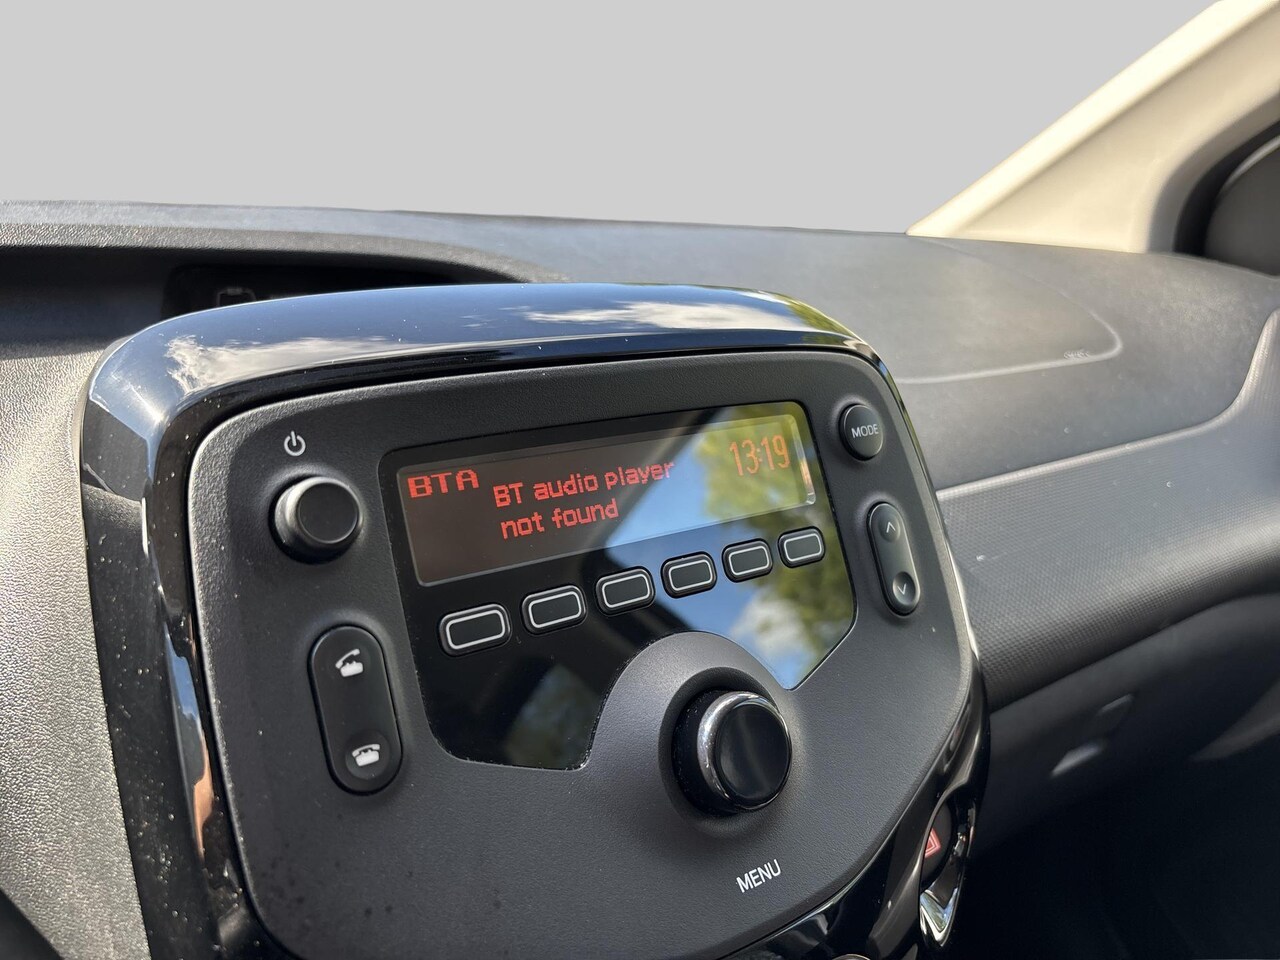 BTA
BT audio player
not found
13:19
MODE
MENU